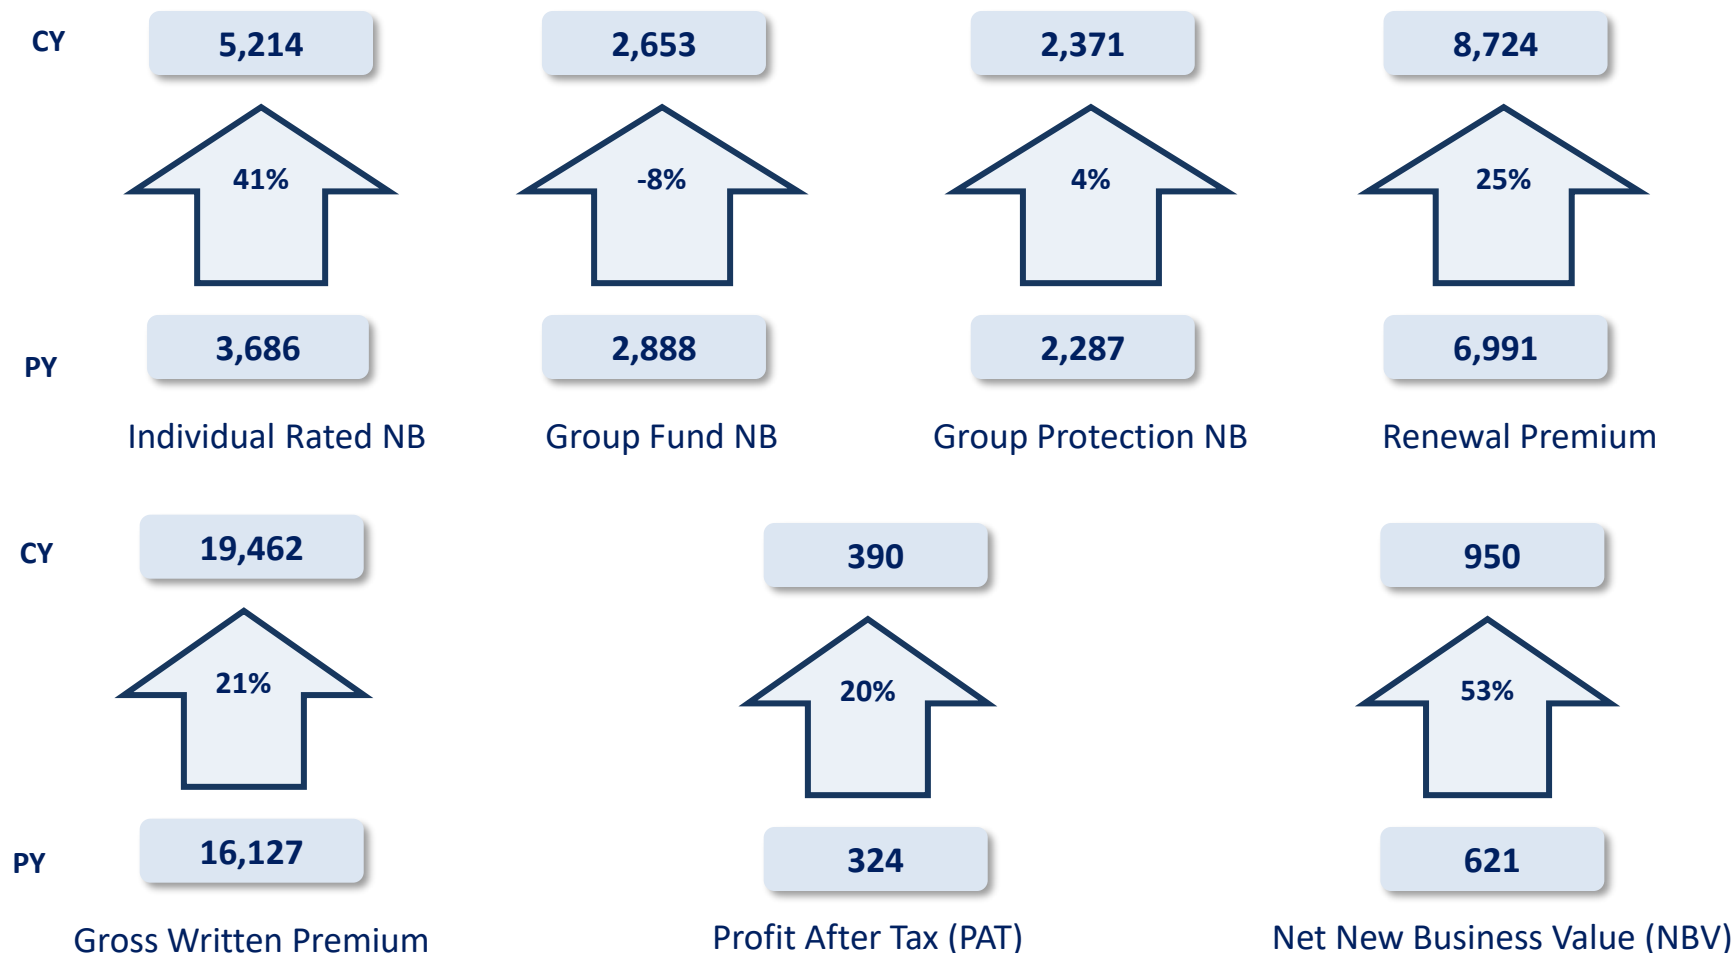 CY 5,214 2,653 2,371 8,724
41% -8% 4% 25%
PY 3,686 2,888 2,287 6,991
Individual Rated NB Group Fund NB Group Protection NB Renewal Premium
CY 19,462 390 950
21% 20% 53%
PY 16,127 324 621
Gross Written Premium Profit After Tax (PAT) Net New Business Value (NBV)